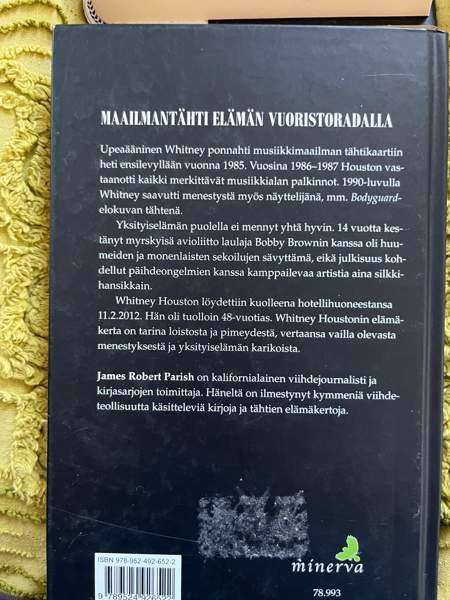 MAAILMANTÄHTI ELÄMÄN VUORISTORADALLA
Upeaääninen Whitney ponnahti musiikkimaailman tähtikaartiin
heti ensilevyllään vuonna 1985. Vuosina 1986–1987 Houston vas-
taanotti kaikki merkittävät musiikkialan palkinnot. 1990-luvulla
Whitney saavutti menestystä myös näyttelijänä, mm. Bodyguard-
elokuvan tähtenä.
Yksityiselämän puolella ei mennyt yhtä hyvin. 14 vuotta kes-
tänyt myrskyisä avioliitto laulaja Bobby Brownin kanssa oli huu-
meiden ja monenlaisten sekoilujen sävyttämä, eikä julkisuus koh-
dellut päihdeongelmien kanssa kamppailevaa artistia aina silkki-
hansikkain.
Whitney Houston löydettiin kuolleena hotellihuoneestansa
11.2.2012. Hän oli tuolloin 48-vuotias. Whitney Houstonin elämä-
kerta on tarina loistosta ja pimeydestä, vertaansa vailla olevasta
menestyksestä ja yksityiselämän karikoista.
James Robert Parish on kalifornialainen viihdejournalisti ja
kirjasarjojen toimittaja. Häneltä on ilmestynyt kymmeniä viihde-
teollisuutta käsitteleviä kirjoja ja tähtien elämäkertoja.
ISBN 978-952-492-652-2
minerva
78.993